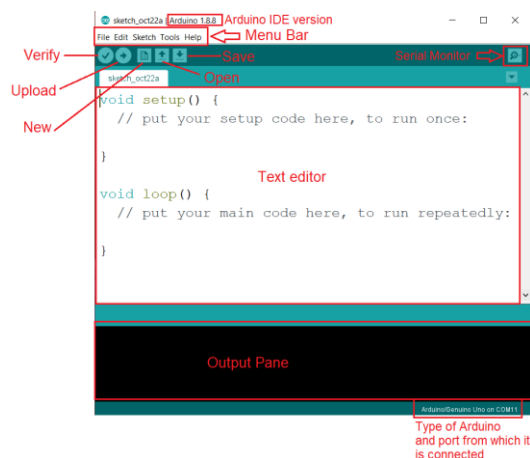 sketch_oct22a | Arduino 1.8.8 Arduino IDE version
File Edit Sketch Tools Help Menu Bar
Verify Save Serial Monitor
Upload sketch_oct22a Open
New
void setup() {
// put your setup code here, to run once:
}
Text editor
void loop() {
// put your main code here, to run repeatedly:
}
Output Pane
Arduino/Genuino Uno on COM11
Type of Arduino
and port from which it
is connected